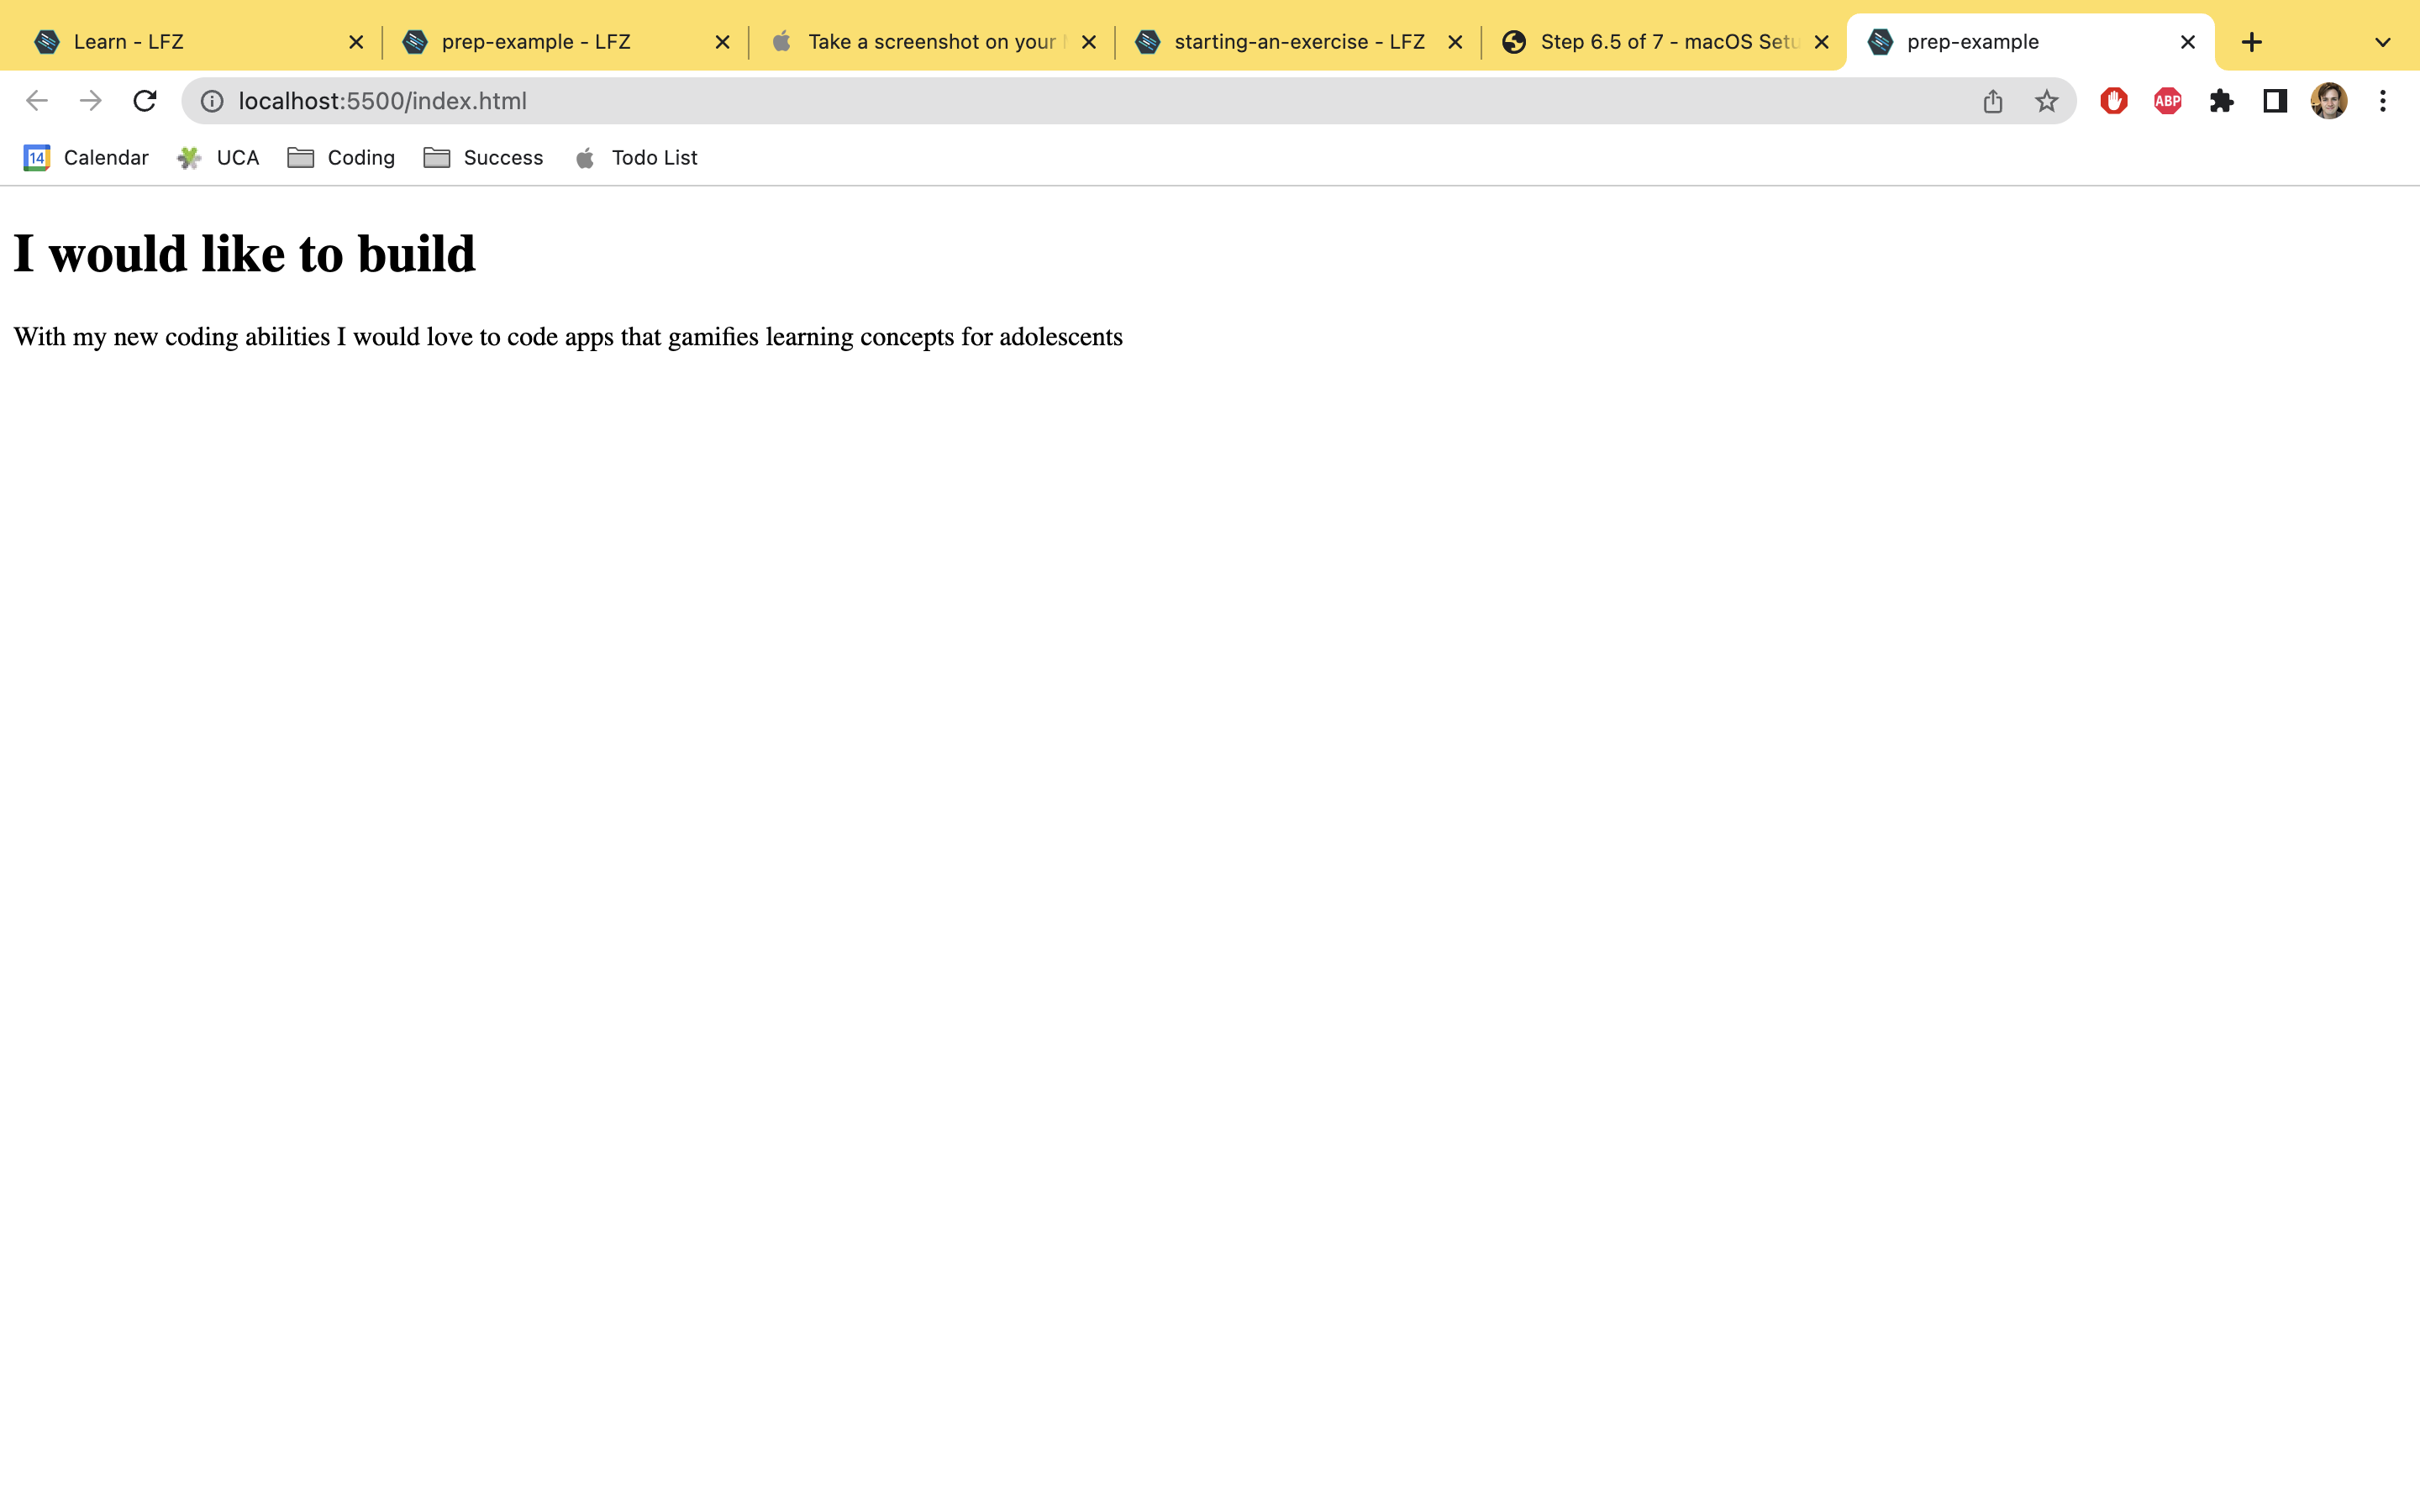 Learn - LFZ
prep-example - LFZ
Take a screenshot on your
starting-an-exercise - LFZ
Step 6.5 of 7 - macOS Setu
prep-example
localhost:5500/index.html
ABP
14
Calendar
UCA
Coding
Success
Todo List
I would like to build
With my new coding abilities I would love to code apps that gamifies learning concepts for adolescents